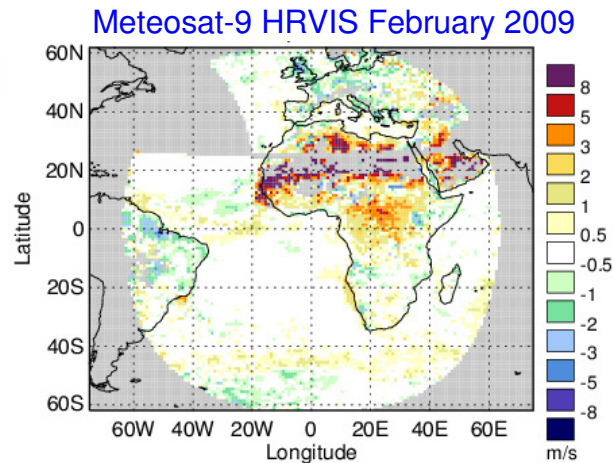 Meteosat-9 HRVIS February 2009
60N
40N
20N
0
20S
40S
60S
Latitude
60W 40W 20W 0 20E 40E 60E
Longitude
8
5
3
2
1
0.5
-0.5
-1
-2
-3
-5
-8
m/s